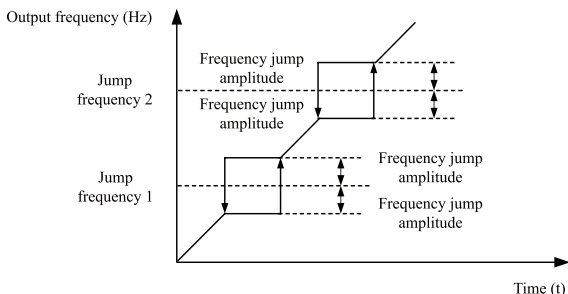 Output frequency (Hz)
Frequency jump
amplitude
Jump
frequency 2
Frequency jump
amplitude
Frequency jump
amplitude
Jump
frequency 1
Frequency jump
amplitude
Time (t)